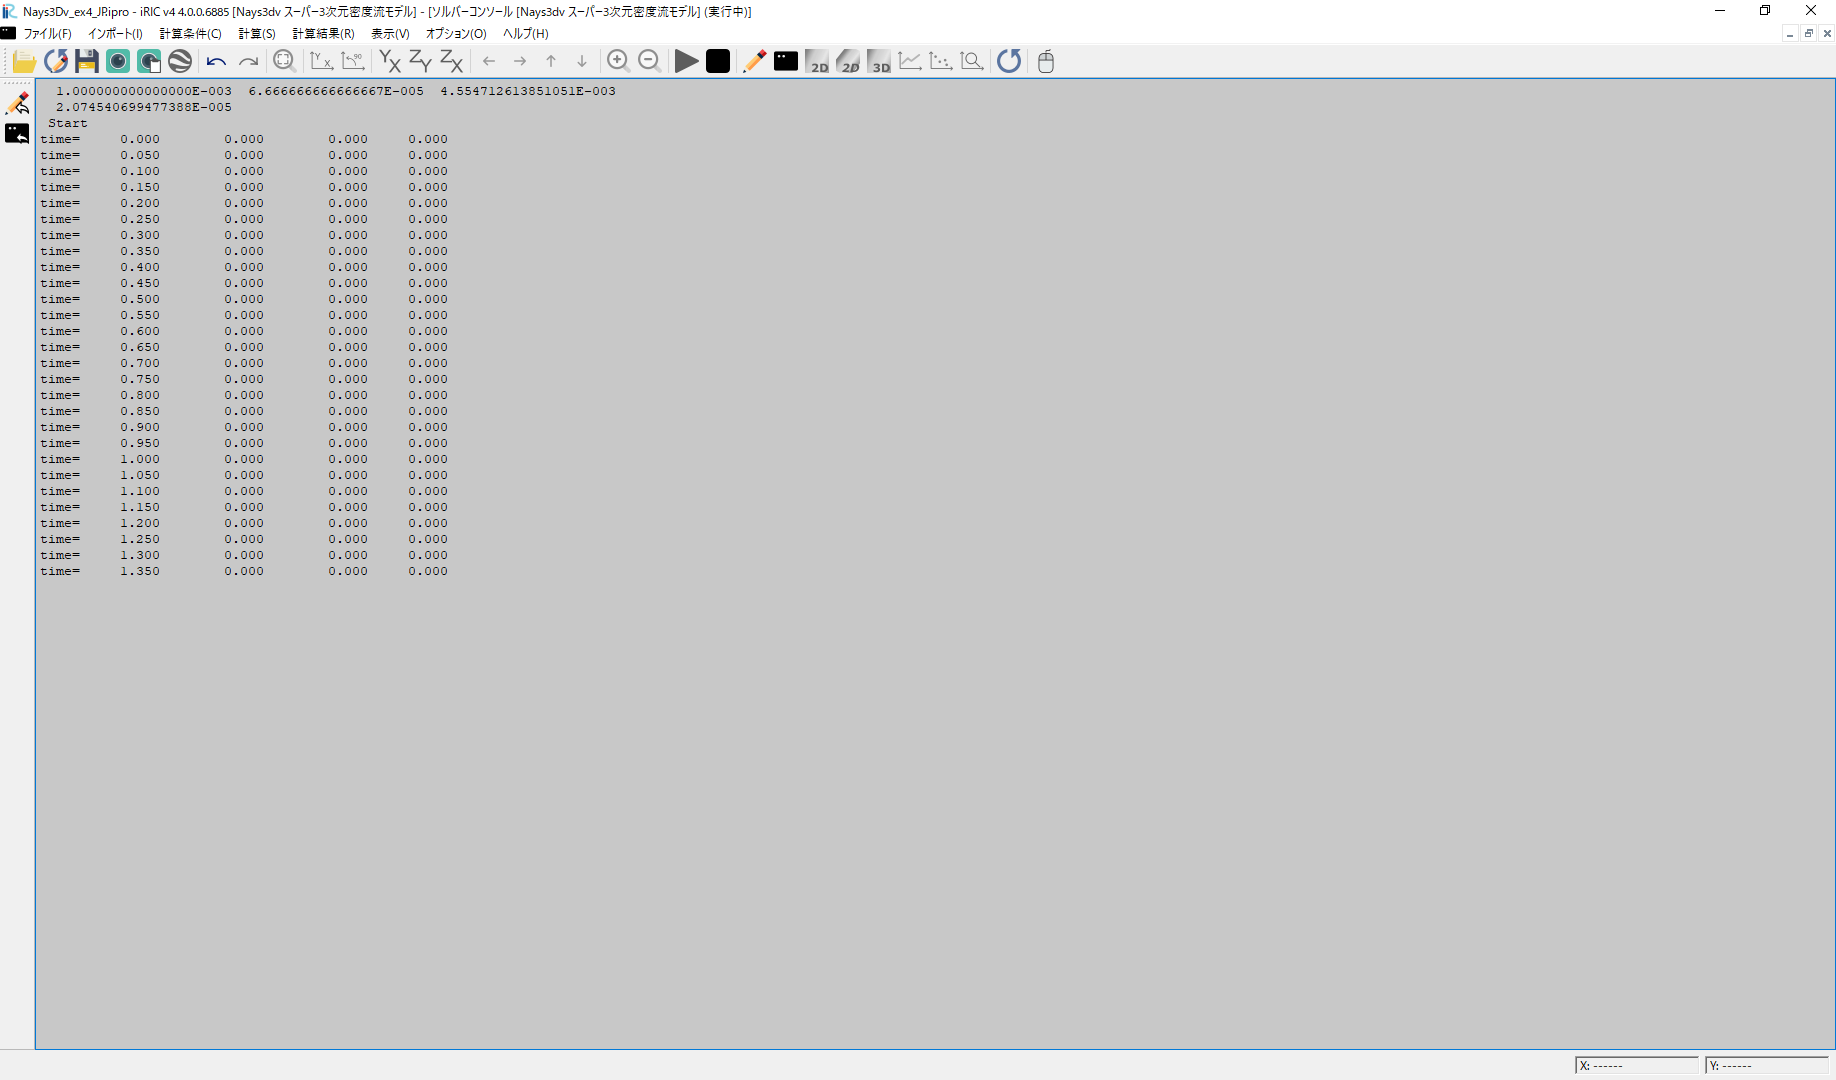 Nays3Dv_ex4_JP.ipro - iRIC v4 4.0.0.6885 [Nays3dv スーパー3次元密度流モデル] - [ソルバーコンソール [Nays3dv スーパー3次元密度流モデル] (実行中)]
ファイル(F) インポート(I) 計算条件(C) 計算(S) 計算結果(R) 表示(V) オプション(O) ヘルプ(H)
2D 2D 3D
1.000000000000000E-003 6.666666666666667E-005 4.554712613851051E-003
2.074540699477388E-005
Start
time= 0.000 0.000 0.000 0.000
time= 0.050 0.000 0.000 0.000
time= 0.100 0.000 0.000 0.000
time= 0.150 0.000 0.000 0.000
time= 0.200 0.000 0.000 0.000
time= 0.250 0.000 0.000 0.000
time= 0.300 0.000 0.000 0.000
time= 0.350 0.000 0.000 0.000
time= 0.400 0.000 0.000 0.000
time= 0.450 0.000 0.000 0.000
time= 0.500 0.000 0.000 0.000
time= 0.550 0.000 0.000 0.000
time= 0.600 0.000 0.000 0.000
time= 0.650 0.000 0.000 0.000
time= 0.700 0.000 0.000 0.000
time= 0.750 0.000 0.000 0.000
time= 0.800 0.000 0.000 0.000
time= 0.850 0.000 0.000 0.000
time= 0.900 0.000 0.000 0.000
time= 0.950 0.000 0.000 0.000
time= 1.000 0.000 0.000 0.000
time= 1.050 0.000 0.000 0.000
time= 1.100 0.000 0.000 0.000
time= 1.150 0.000 0.000 0.000
time= 1.200 0.000 0.000 0.000
time= 1.250 0.000 0.000 0.000
time= 1.300 0.000 0.000 0.000
time= 1.350 0.000 0.000 0.000
X: ------ Y: ------